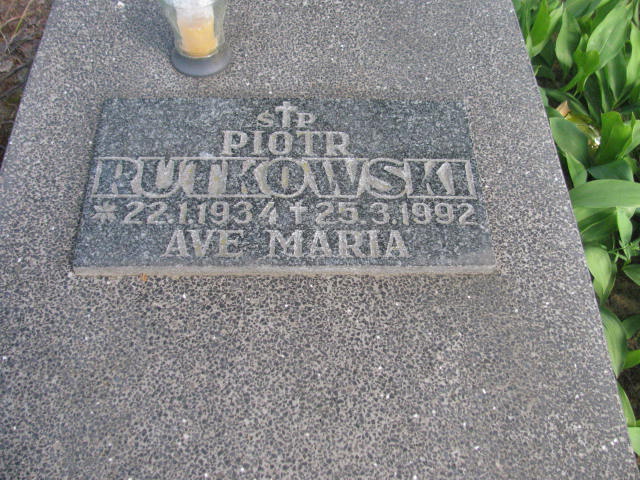 Ś†P
PIOTR
RUTKOWSKI
* 22.1.1934 † 25.3.1992
AVE MARIA